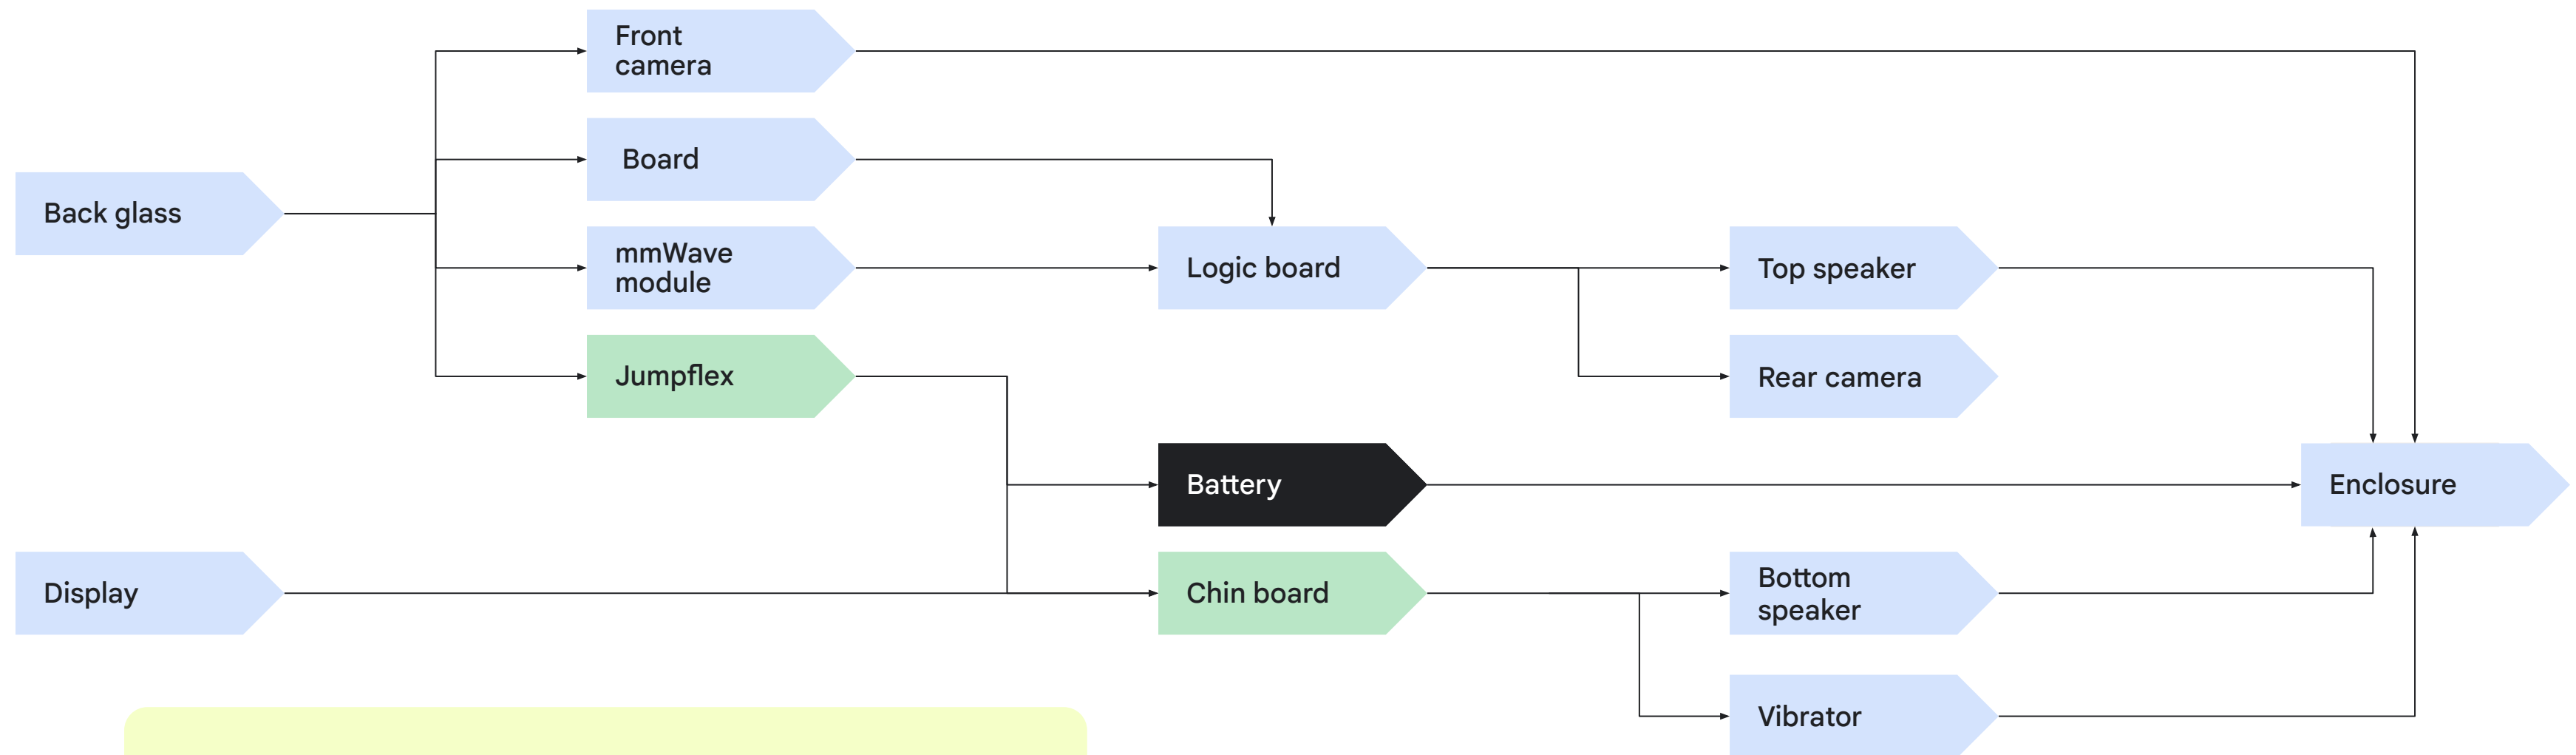 Front
camera
Board
Back glass
mmWave
module
Logic board
Top speaker
Jumpflex
Rear camera
Battery
Enclosure
Display
Chin board
Bottom
speaker
Vibrator